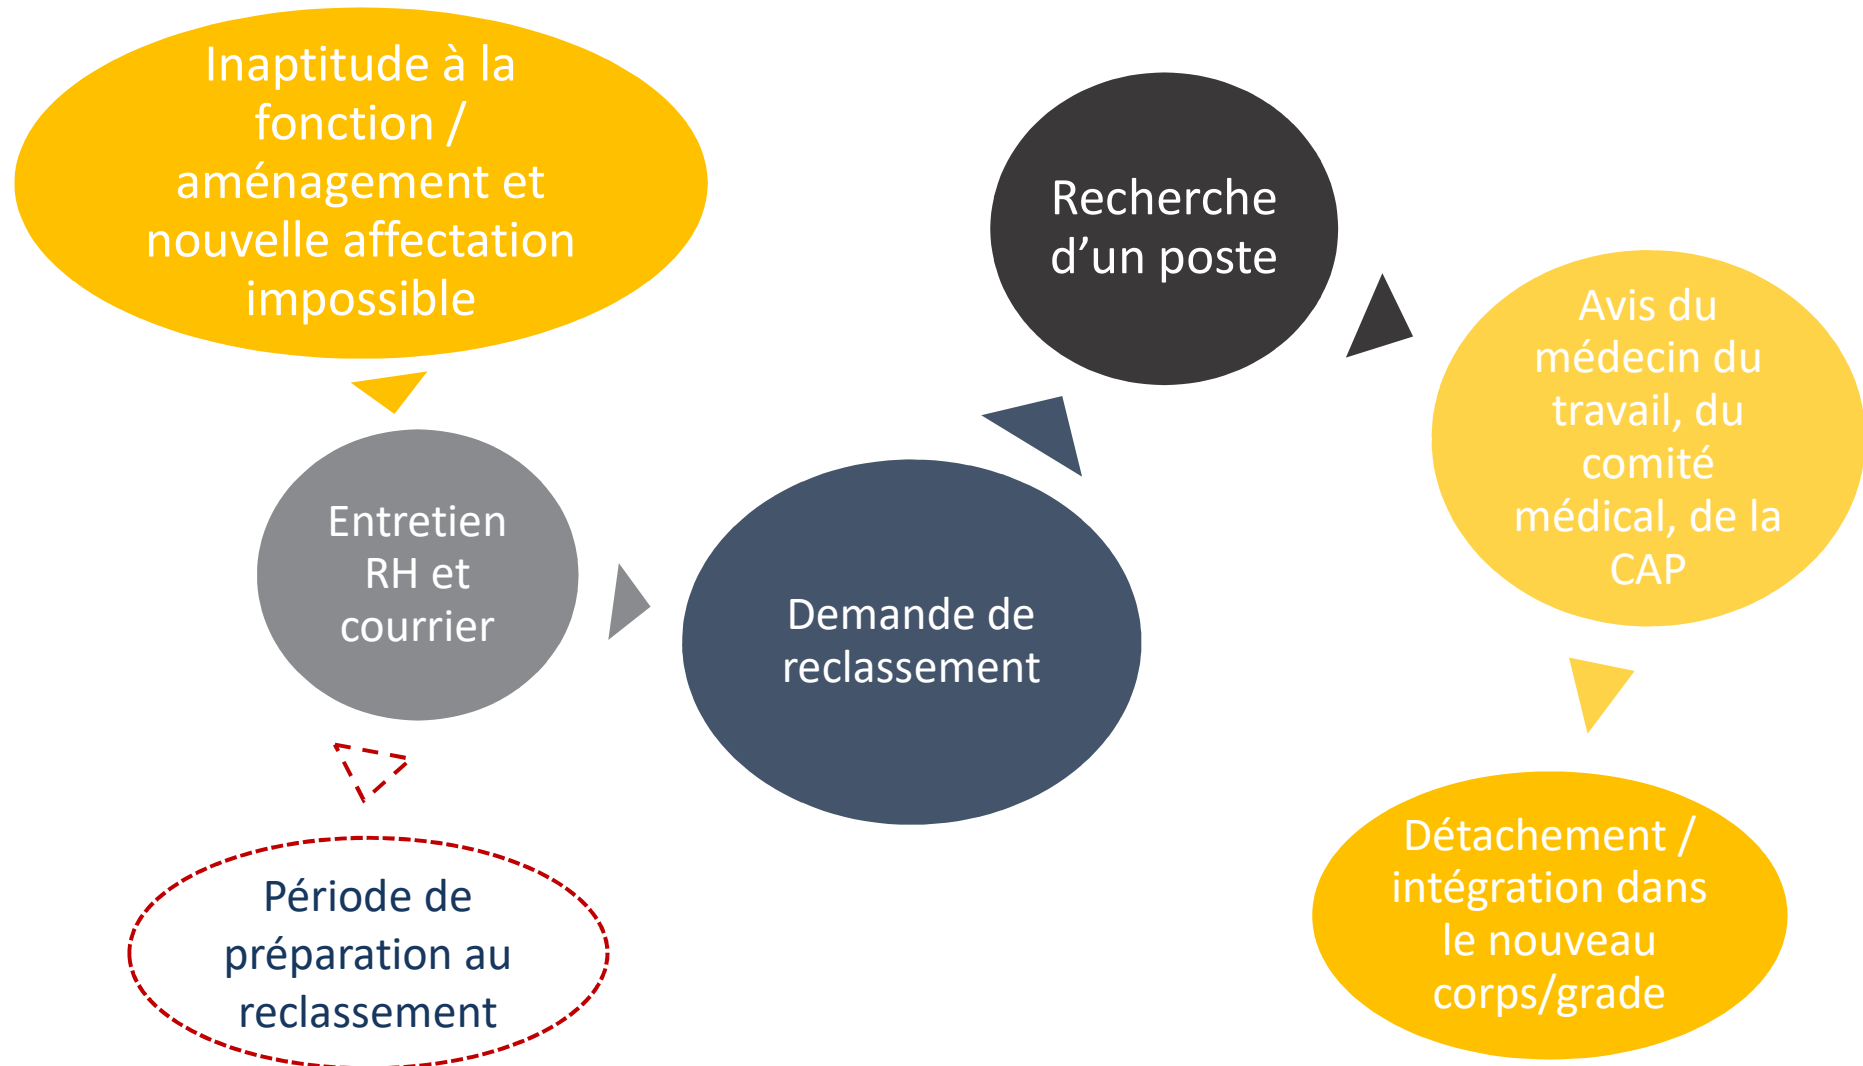 Inaptitude à la
fonction /
aménagement et
nouvelle affectation
impossible
Entretien
RH et
courrier
Période de
préparation au
reclassement
Demande de
reclassement
Recherche
d’un poste
Avis du
médecin du
travail, du
comité
médical, de la
CAP
Détachement /
intégration dans
le nouveau
corps/grade